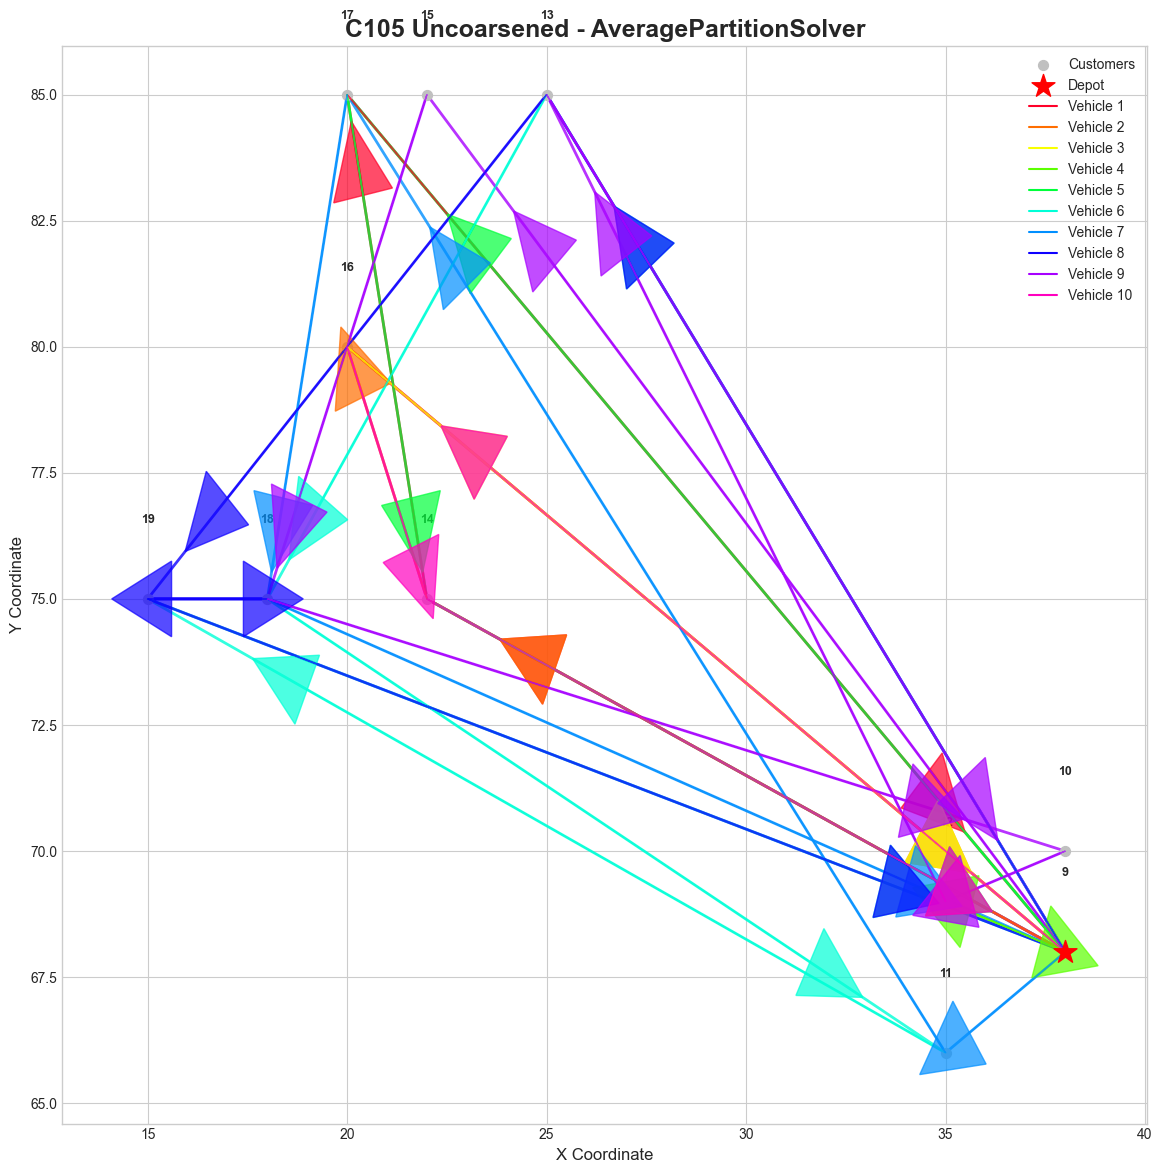 17
15
13
C105 Uncoarsened - AveragePartitionSolver
Customers
Depot
Vehicle 1
Vehicle 2
Vehicle 3
Vehicle 4
Vehicle 5
Vehicle 6
Vehicle 7
Vehicle 8
Vehicle 9
Vehicle 10
85.0
82.5
80.0
77.5
75.0
72.5
70.0
67.5
65.0
16
19
18
14
10
9
11
15
20
25
30
35
40
X Coordinate
Y Coordinate